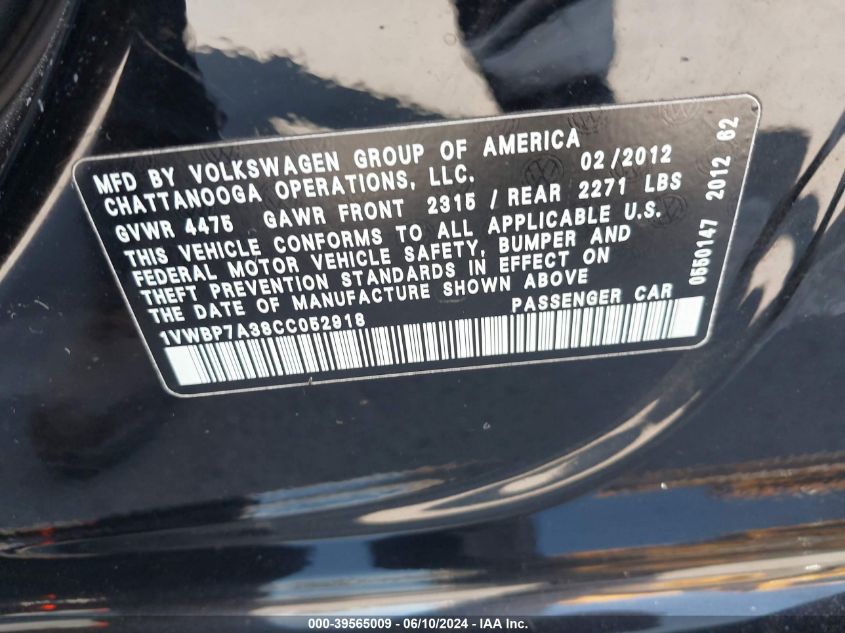 MFD BY VOLKSWAGEN GROUP OF AMERICA 02/2012
CHATTANOOGA OPERATIONS, LLC.
GVWR 4475 GAWR FRONT 2315 / REAR 2271 LBS
THIS VEHICLE CONFORMS TO ALL APPLICABLE U.S.
FEDERAL MOTOR VEHICLE SAFETY, BUMPER AND
THEFT PREVENTION STANDARDS IN EFFECT ON
THE DATE OF MANUFACTURE SHOWN ABOVE
1VWBP7A38CC052918 PASSENGER CAR
0550147 2012 62
000-39565009 - 06/10/2024 - IAA Inc.